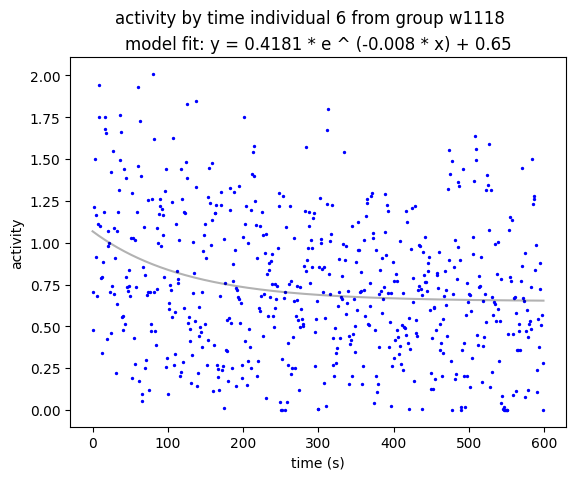 activity by time individual 6 from group w1118
model fit: y = 0.4181 * e ^ (-0.008 * x) + 0.65
2.00
1.75
1.50
1.25
1.00
0.75
0.50
0.25
0.00
activity
0 100 200 300 400 500 600
time (s)